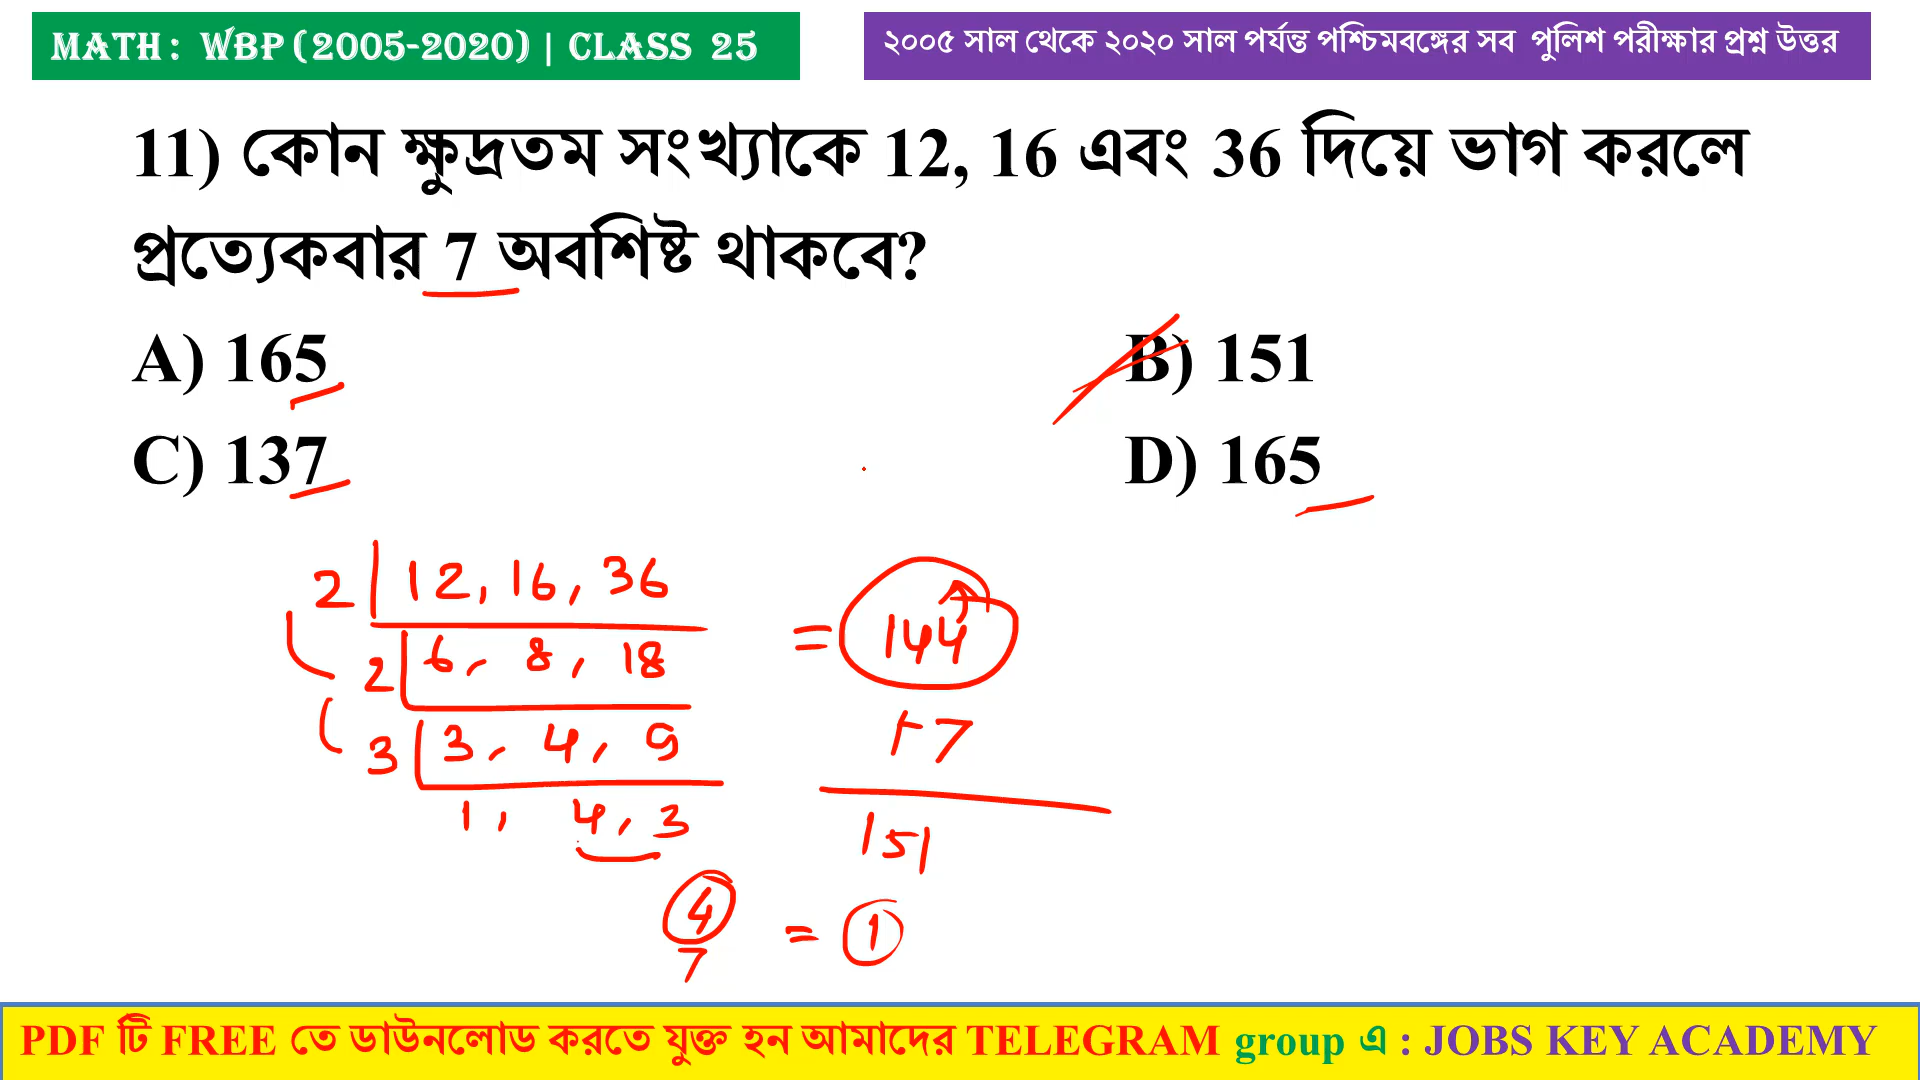 MATH : WBP (2005-2020) | CLASS 25
২০০৫ সাল থেকে ২০২০ সাল পর্যন্ত পশ্চিমবঙ্গের সব পুলিশ পরীক্ষার প্রশ্ন উত্তর
11) কোন ক্ষুদ্রতম সংখ্যাকে 12, 16 এবং 36 দিয়ে ভাগ করলে
প্রত্যেকবার 7 অবশিষ্ট থাকবে?
A) 165
B) 151
C) 137
D) 165
2 | 12, 16, 36
2 | 6, 8, 18
3 | 3, 4, 9
1, 4, 3
= 144
+7
151
4
7
= 1
PDF টি FREE তে ডাউনলোড করতে যুক্ত হন আমাদের TELEGRAM group এ : JOBS KEY ACADEMY